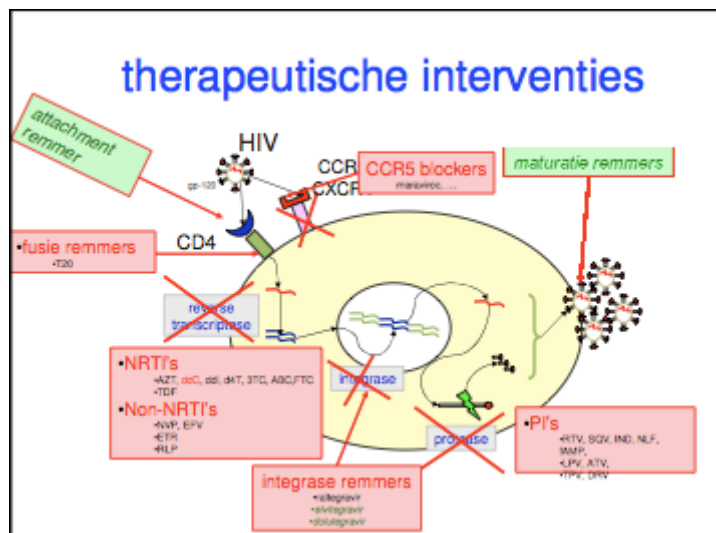 therapeutische interventies
attachment
remmer
HIV
gp-120
CCR
CXCR
CCR5 blockers
maraviroc, ...
maturatie remmers
•fusie remmers
•T20
CD4
reverse
transcriptase
•NRTI's
•AZT, ddC, ddI, d4T, 3TC, ABC,FTC
•TDF
•Non-NRTI's
•NVP, EFV
•ETR
•RLP
integrase
protease
integrase remmers
•raltegravir
•elvitegravir
•dolutegravir
•PI's
•RTV, SQV, IND, NLF,
fAMP,
•LPV, ATV,
•TPV, DRV